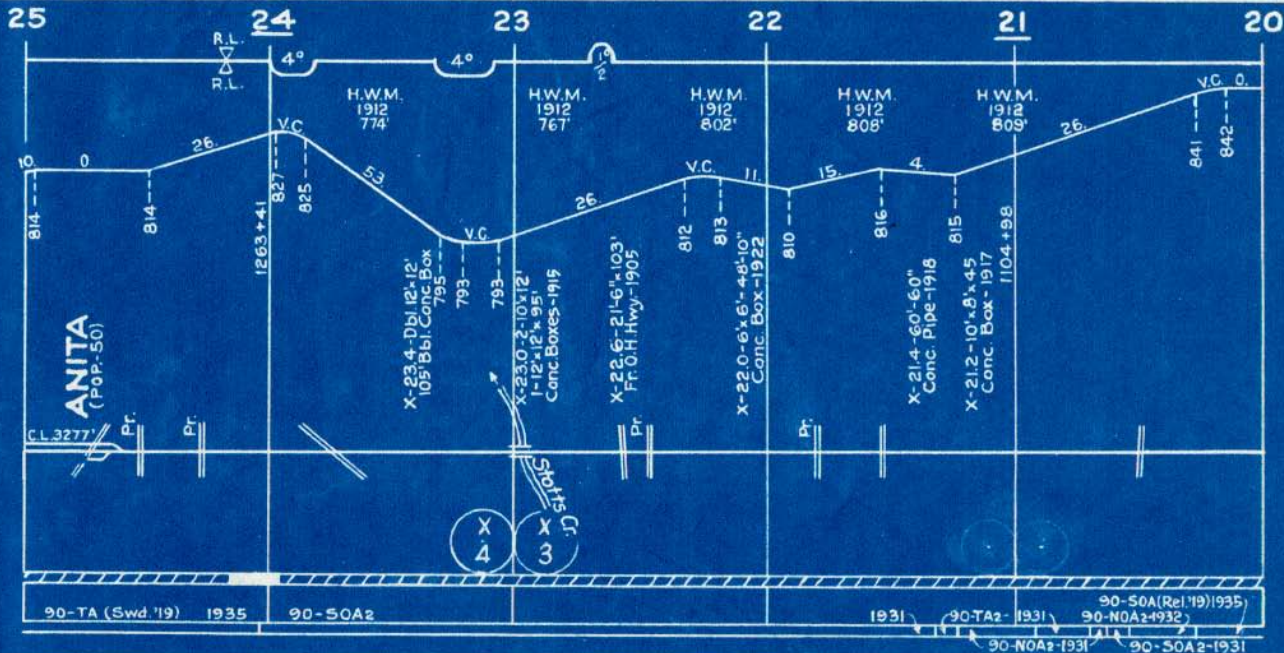 25 24 23 22 21 20
R.L.
R.L.
4° 4° 1/2°
H.W.M.
1912
774'
H.W.M.
1912
767'
H.W.M.
1912
802'
H.W.M.
1912
808'
H.W.M.
1912
809'
10. 0 26. V.C 53. V.C. 26. V.C. 11. 15. 4. 26. V.C. 0.
814
814
827
825
795
793
793
812
813
810
816
815
841
842
1263+41
1104+98
X-23.4-Dbl.12'x12'
105'Bbl.Conc.Box
X-23.0-2-10'x12'
1-12'x12'x95'
Conc.Boxes-1915
X-22.6-21'-6"x103'
Fr.O.H.Hwy.-1905
X-22.0-6'x6'-48'-10"
Conc. Box-1922
X-21.4-60'-60"
Conc. Pipe-1918
X-21.2-10'x8'x45
Conc. Box-1917
ANITA
(POP.-50)
C.L.3277'
Pr.
Pr.
Pr.
Pr.
Stotts Cr.
X
4
X
3
90-TA (Swd.'19) 1935 90-SOA2
90-SOA(Rel.'19)1935
1931 90-TA2-1931 90-NOA2-1932
90-NOA2-1931 90-SOA2-1931